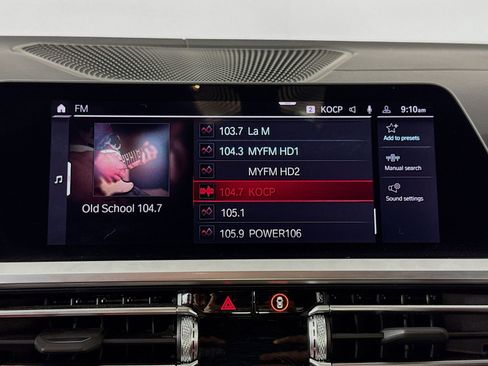 FM
2 KOCP 9:10am
Old School 104.7
103.7 La M
104.3 MYFM HD1
MYFM HD2
104.7 KOCP
105.1
105.9 POWER106
Add to presets
Manual search
Sound settings